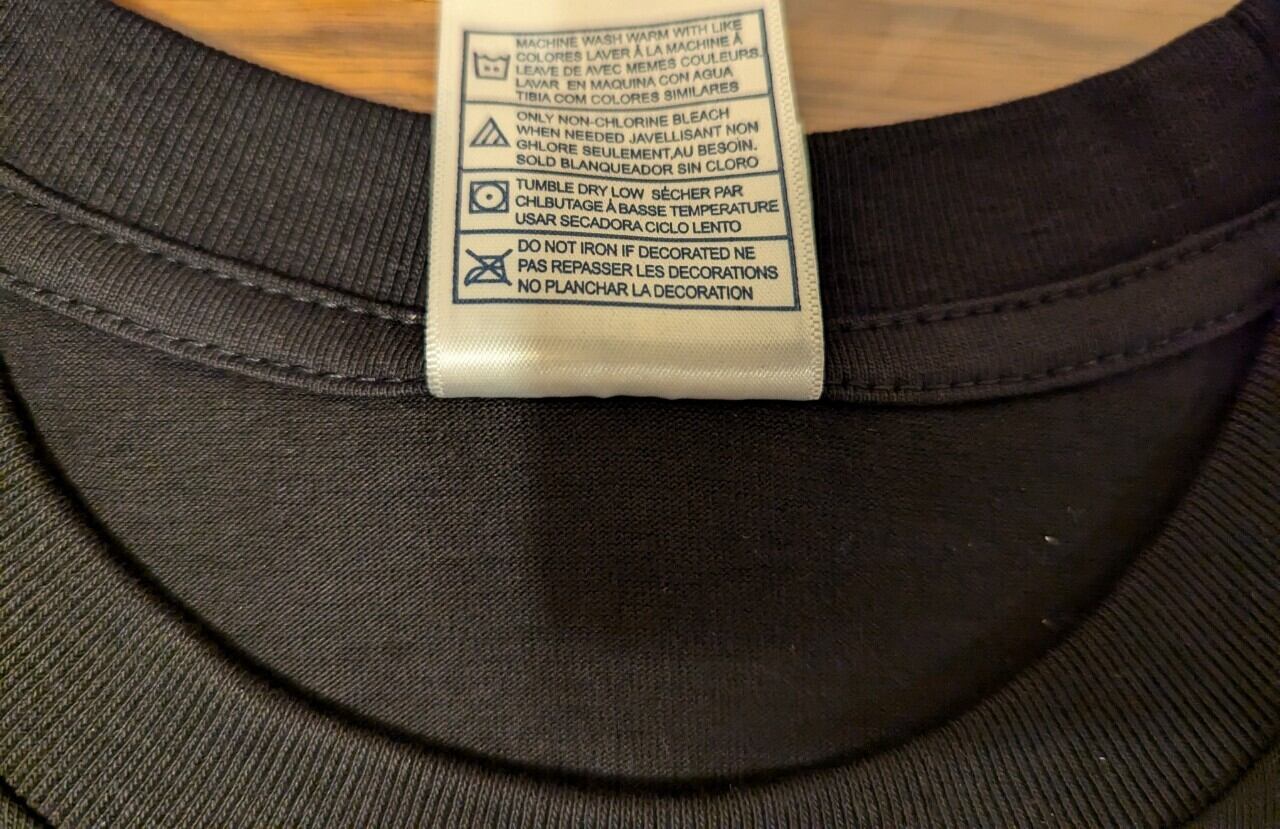 MACHINE WASH WARM WITH LIKE
COLORES LAVER Á LA MACHINE Á
LEAVE DE AVEC MEMES COULEURS.
LAVAR EN MAQUINA CON AGUA
TIBIA COM COLORES SIMILARES
ONLY NON-CHLORINE BLEACH
WHEN NEEDED JAVELLISANT NON
GHLORE SEULEMENT,AU BESOIN.
SOLD BLANQUEADOR SIN CLORO
TUMBLE DRY LOW SÉCHER PAR
CHLBUTAGE Á BASSE TEMPERATURE
USAR SECADORA CICLO LENTO
DO NOT IRON IF DECORATED NE
PAS REPASSER LES DECORATIONS
NO PLANCHAR LA DECORATION